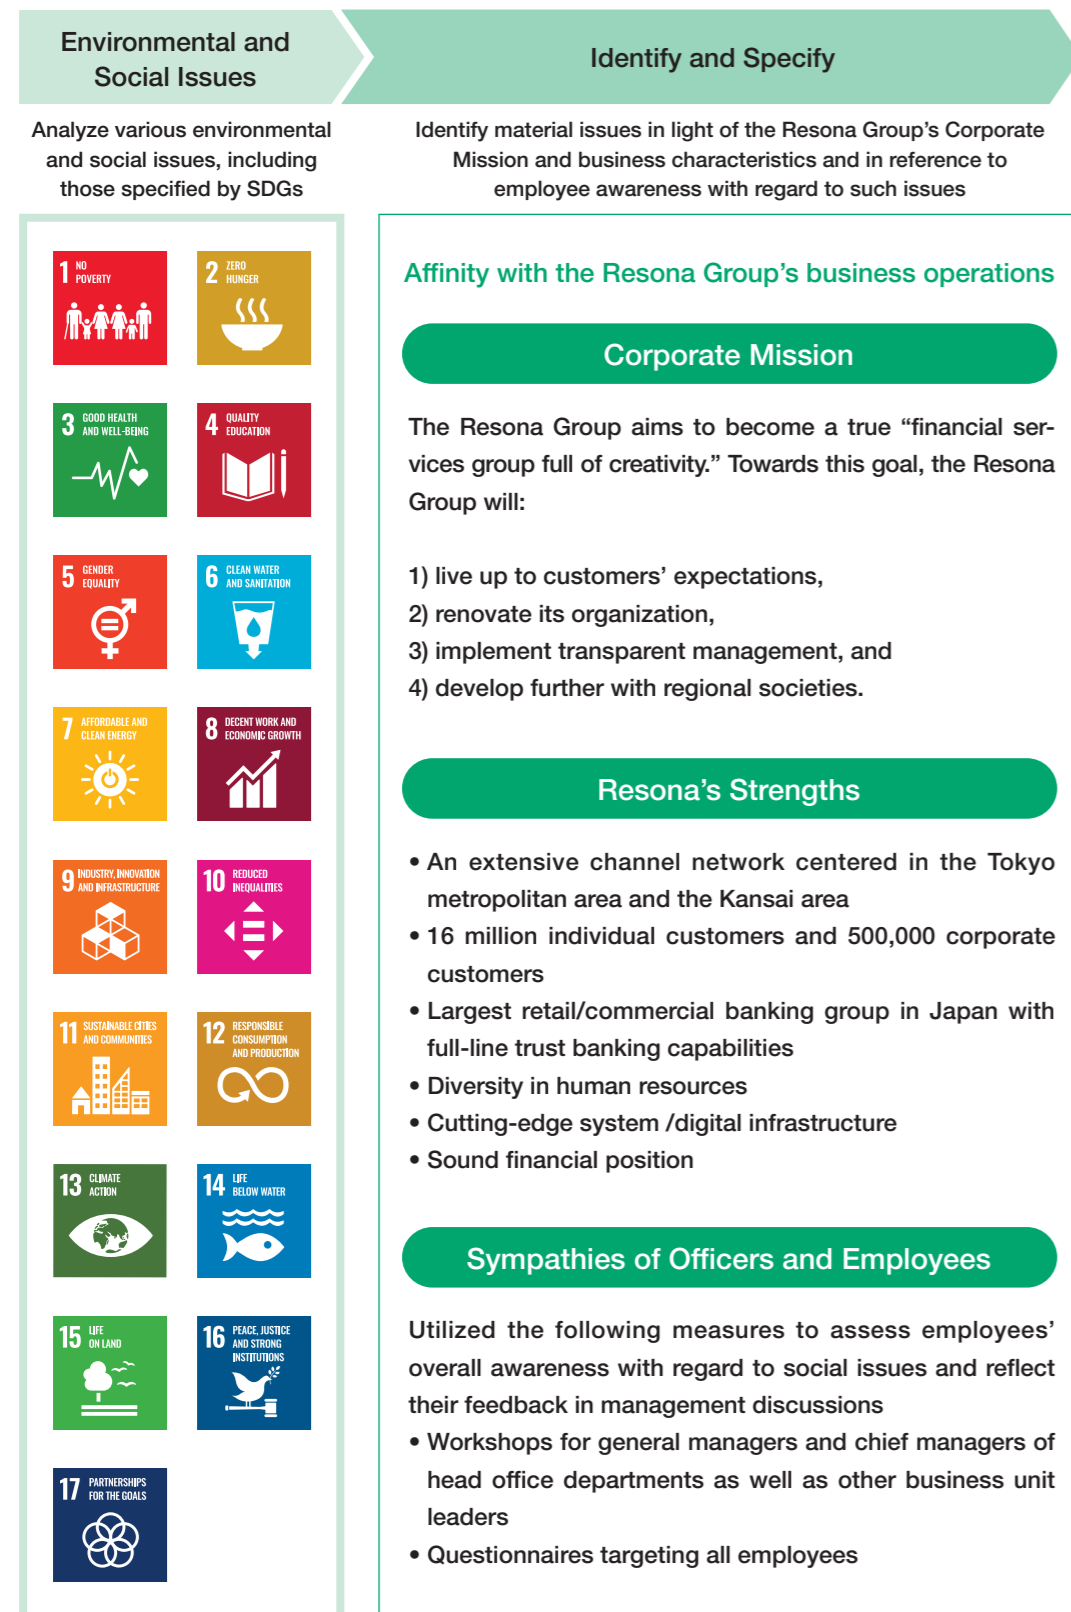 Environmental and
Social Issues
Identify and Specify
Analyze various environmental
and social issues, including
those specified by SDGs
Identify material issues in light of the Resona Group’s Corporate
Mission and business characteristics and in reference to
employee awareness with regard to such issues
1 NO
POVERTY
2 ZERO
HUNGER
3 GOOD HEALTH
AND WELL-BEING
4 QUALITY
EDUCATION
5 GENDER
EQUALITY
6 CLEAN WATER
AND SANITATION
7 AFFORDABLE AND
CLEAN ENERGY
8 DECENT WORK AND
ECONOMIC GROWTH
9 INDUSTRY, INNOVATION
AND INFRASTRUCTURE
10 REDUCED
INEQUALITIES
11 SUSTAINABLE CITIES
AND COMMUNITIES
12 RESPONSIBLE
CONSUMPTION
AND PRODUCTION
13 CLIMATE
ACTION
14 LIFE
BELOW WATER
15 LIFE
ON LAND
16 PEACE, JUSTICE
AND STRONG
INSTITUTIONS
17 PARTNERSHIPS
FOR THE GOALS
Affinity with the Resona Group’s business operations
Corporate Mission
The Resona Group aims to become a true “financial ser-
vices group full of creativity.” Towards this goal, the Resona
Group will:
1) live up to customers’ expectations,
2) renovate its organization,
3) implement transparent management, and
4) develop further with regional societies.
Resona’s Strengths
• An extensive channel network centered in the Tokyo
metropolitan area and the Kansai area
• 16 million individual customers and 500,000 corporate
customers
• Largest retail/commercial banking group in Japan with
full-line trust banking capabilities
• Diversity in human resources
• Cutting-edge system /digital infrastructure
• Sound financial position
Sympathies of Officers and Employees
Utilized the following measures to assess employees’
overall awareness with regard to social issues and reflect
their feedback in management discussions
• Workshops for general managers and chief managers of
head office departments as well as other business unit
leaders
• Questionnaires targeting all employees